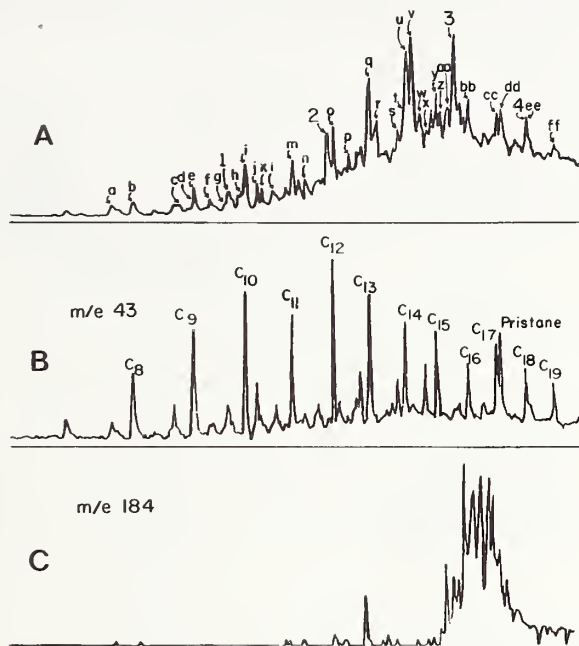 A
a b c d e f g 1 h i j x i m n 2 p q r s t u v w x y z aa 3 bb cc dd 4 ee ff
B
m/e 43
C8 C9 C10 C11 C12 C13 C14 C15 C16 C17 Pristane C18 C19
C
m/e 184